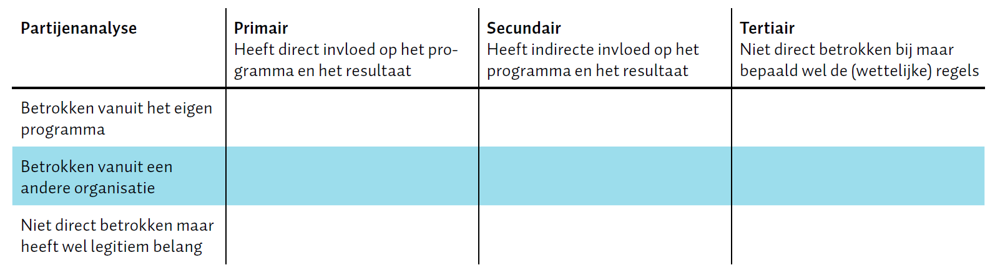 Partijenanalyse
Primair
Heeft direct invloed op het pro-
gramma en het resultaat
Secundair
Heeft indirecte invloed op het
programma en het resultaat
Tertiair
Niet direct betrokken bij maar
bepaald wel de (wettelijke) regels
Betrokken vanuit het eigen
programma
Betrokken vanuit een
andere organisatie
Niet direct betrokken maar
heeft wel legitiem belang